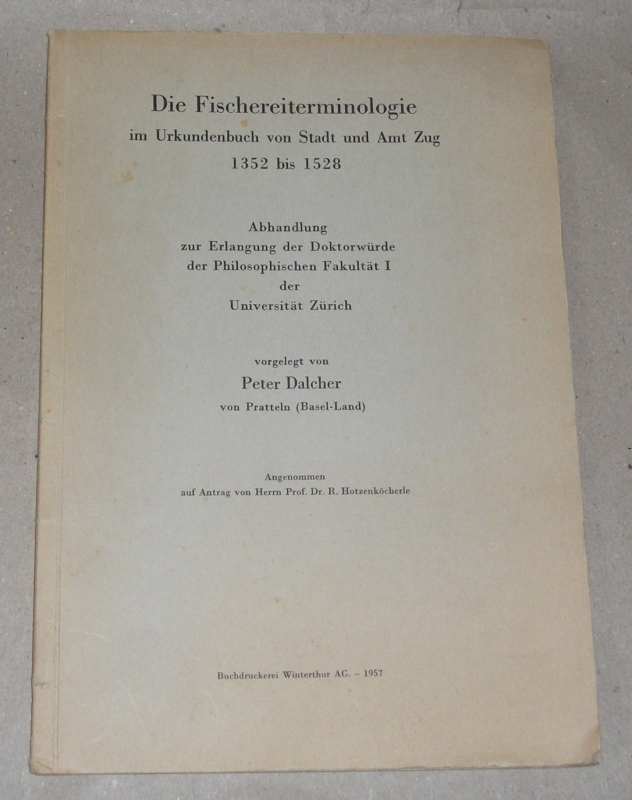 Die Fischereiterminologie
im Urkundenbuch von Stadt und Amt Zug
1352 bis 1528
Abhandlung
zur Erlangung der Doktorwürde
der Philosophischen Fakultät I
der
Universität Zürich
vorgelegt von
Peter Dalcher
von Pratteln (Basel-Land)
Angenommen
auf Antrag von Herrn Prof. Dr. R. Hotzenköcherle
Buchdruckerei Winterthur AG. – 1957